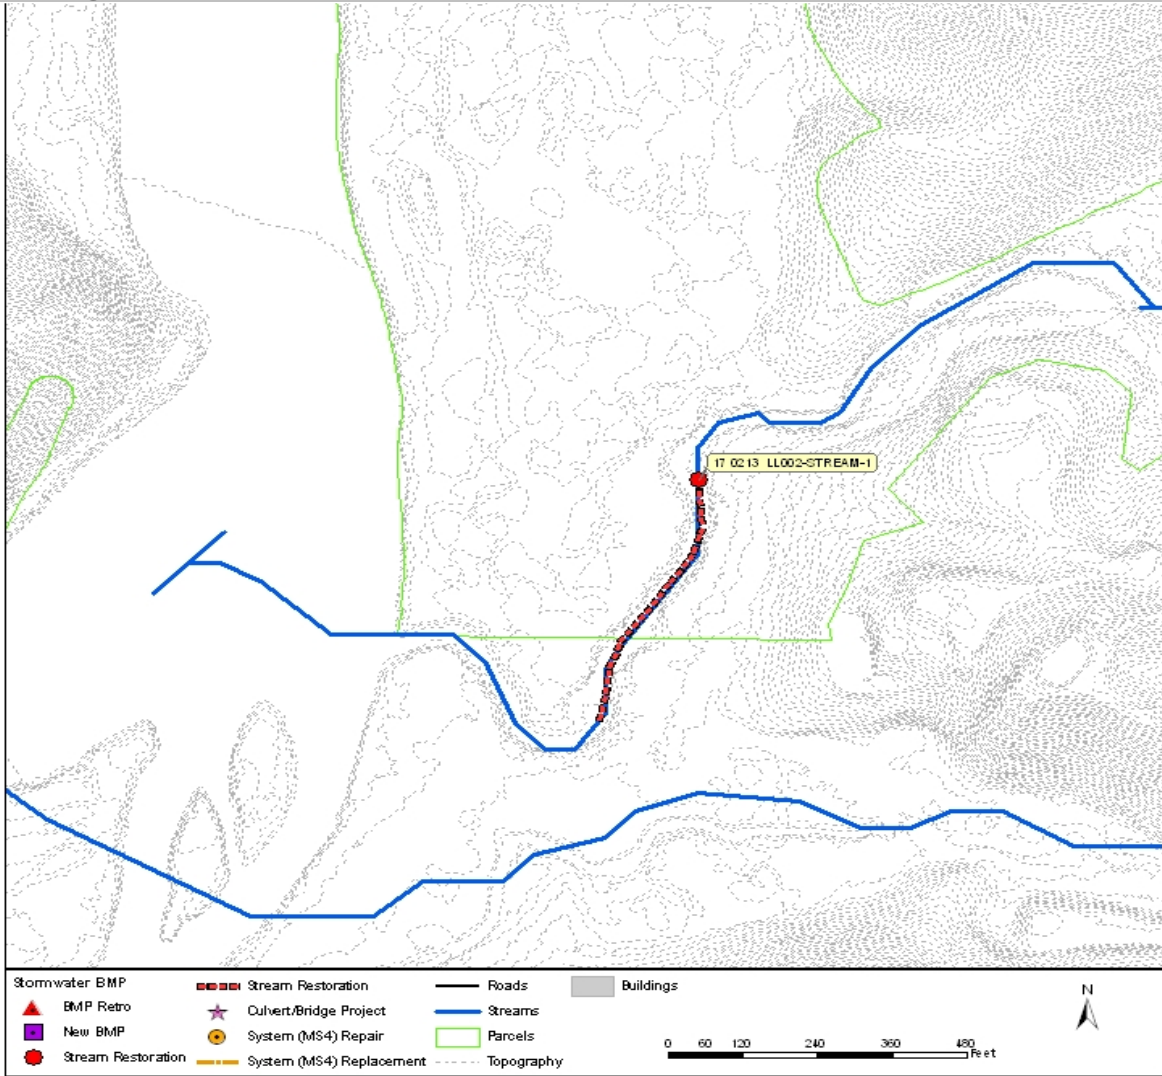 17 0213 LL002-STREAM-1
Stormwater BMP
BMP Retro
New BMP
Stream Restoration
Stream Restoration
Culvert/Bridge Project
System (MS4) Repair
System (MS4) Replacement
Roads
Streams
Parcels
Topography
Buildings
N
0 60 120 240 360 480
Feet